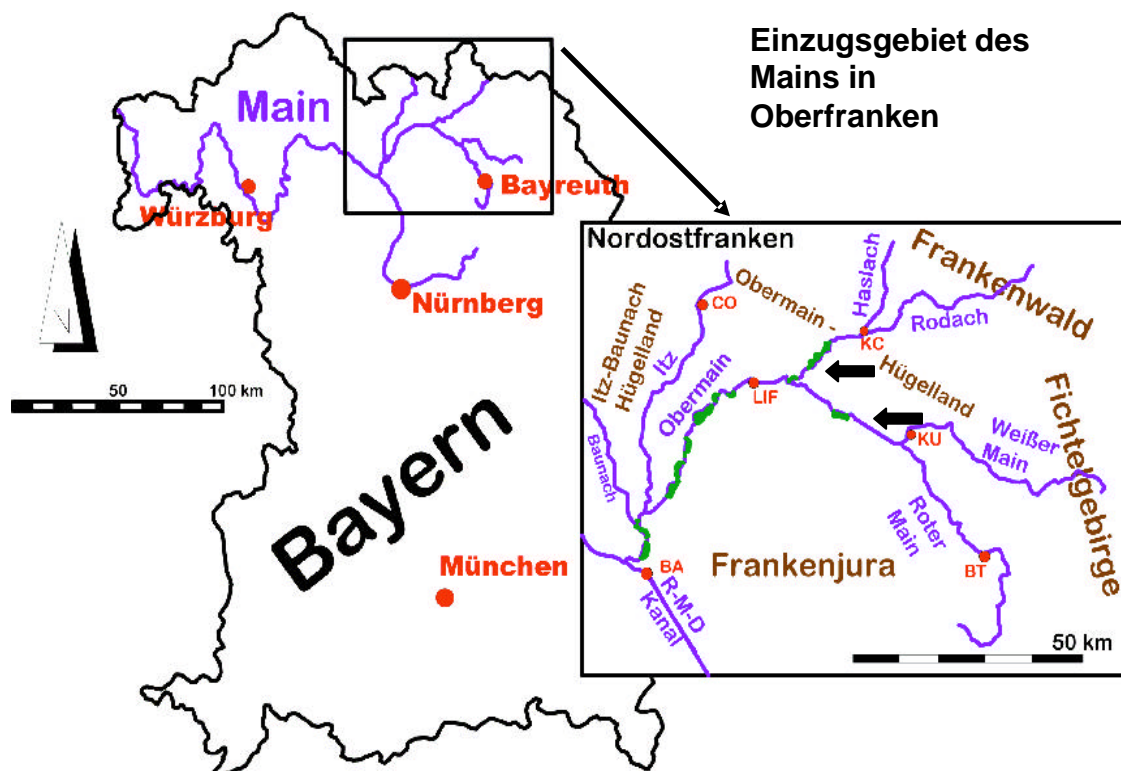 Einzugsgebiet des
Mains in
Oberfranken
Main
Bayreuth
Würzburg
Nürnberg
N
50
100 km
Bayern
München
Nordostfranken
Frankenwald
Haslach
Obermain -
Rodach
CO
KC
Itz-Baunach
Hügelland
Itz
Obermain
Hügelland
LIF
Fichtelgebirge
KU
Weißer
Main
Baunach
Roter
Main
Frankenjura
BA
BT
R-M-D
Kanal
50 km